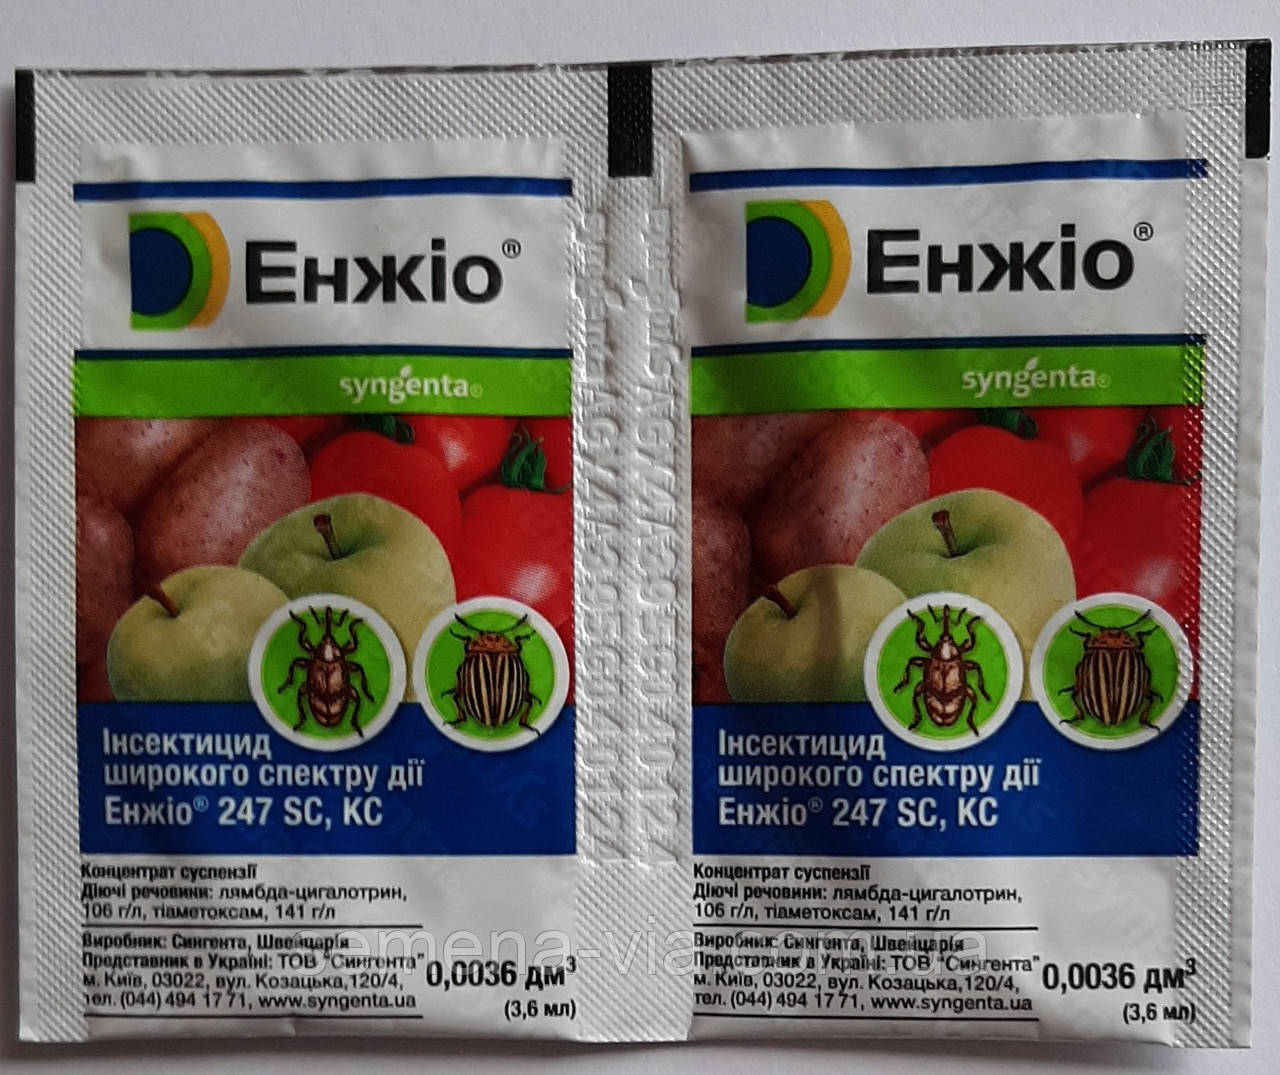 Енжіо®
syngenta®
Інсектицид
широкого спектру дії
Енжіо® 247 SC, КС
Концентрат суспензії
Діючі речовини: лямбда-цигалотрин,
106 г/л, тіаметоксам, 141 г/л
Виробник: Сингента, Швейцарія
Представник в Україні: ТОВ "Сингента"
м. Київ, 03022, вул. Козацька,120/4,
тел. (044) 494 17 71, www.syngenta.ua
0,0036 дм³
(3,6 мл)
Енжіо®
syngenta®
Інсектицид
широкого спектру дії
Енжіо® 247 SC, КС
Концентрат суспензії
Діючі речовини: лямбда-цигалотрин,
106 г/л, тіаметоксам, 141 г/л
Виробник: Сингента, Швейцарія
Представник в Україні: ТОВ "Сингента"
м. Київ, 03022, вул. Козацька,120/4,
тел. (044) 494 17 71, www.syngenta.ua
0,0036 дм³
(3,6 мл)
semena-via.com.ua